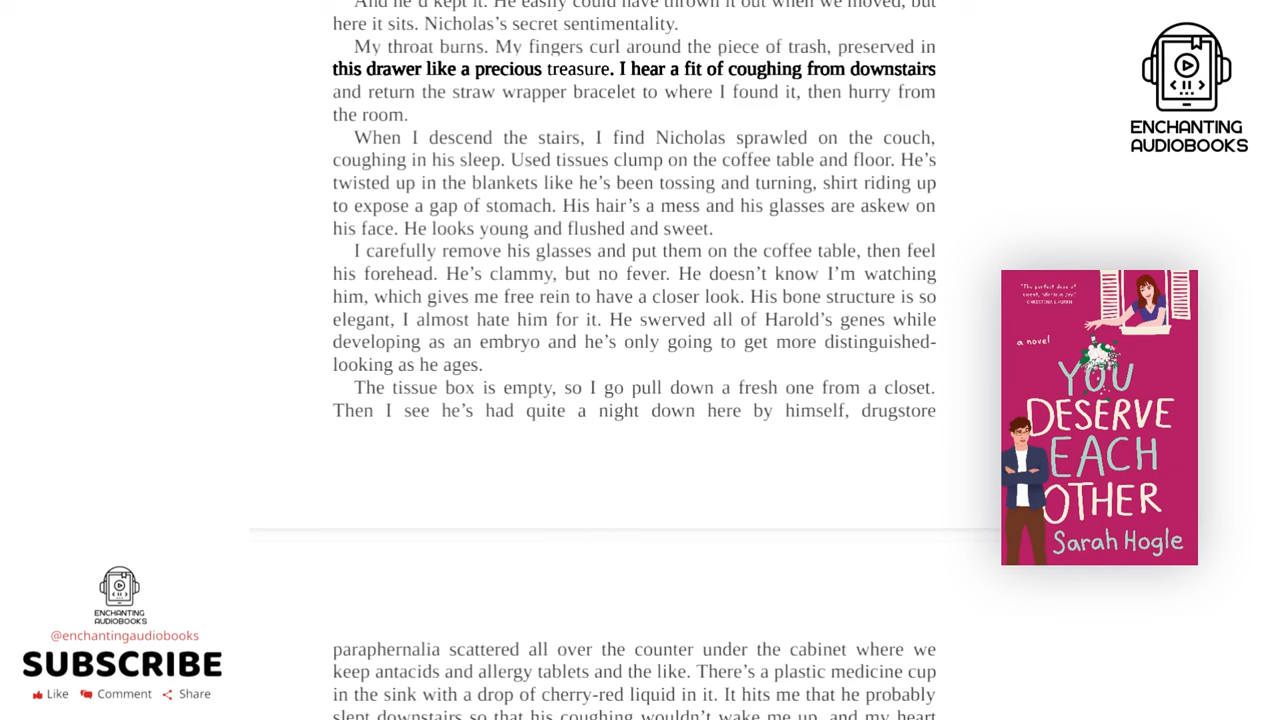 And he'd kept it. He easily could have thrown it out when we moved, but
here it sits. Nicholas's secret sentimentality.
My throat burns. My fingers curl around the piece of trash, preserved in
this drawer like a precious treasure. I hear a fit of coughing from downstairs
and return the straw wrapper bracelet to where I found it, then hurry from
the room.
When I descend the stairs, I find Nicholas sprawled on the couch,
coughing in his sleep. Used tissues clump on the coffee table and floor. He's
twisted up in the blankets like he's been tossing and turning, shirt riding up
to expose a gap of stomach. His hair's a mess and his glasses are askew on
his face. He looks young and flushed and sweet.
I carefully remove his glasses and put them on the coffee table, then feel
his forehead. He's clammy, but no fever. He doesn't know I'm watching
him, which gives me free rein to have a closer look. His bone structure is so
elegant, I almost hate him for it. He swerved all of Harold's genes while
developing as an embryo and he's only going to get more distinguished-
looking as he ages.
The tissue box is empty, so I go pull down a fresh one from a closet.
Then I see he's had quite a night down here by himself, drugstore
paraphernalia scattered all over the counter under the cabinet where we
keep antacids and allergy tablets and the like. There's a plastic medicine cup
in the sink with a drop of cherry-red liquid in it. It hits me that he probably
slept downstairs so that his coughing wouldn't wake me up, and my heart
ENCHANTING
AUDIOBOOKS
a novel
YOU
DESERVE
EACH
OTHER
Sarah Hogle
ENCHANTING
AUDIOBOOKS
@enchantingaudiobooks
SUBSCRIBE
Like Comment Share